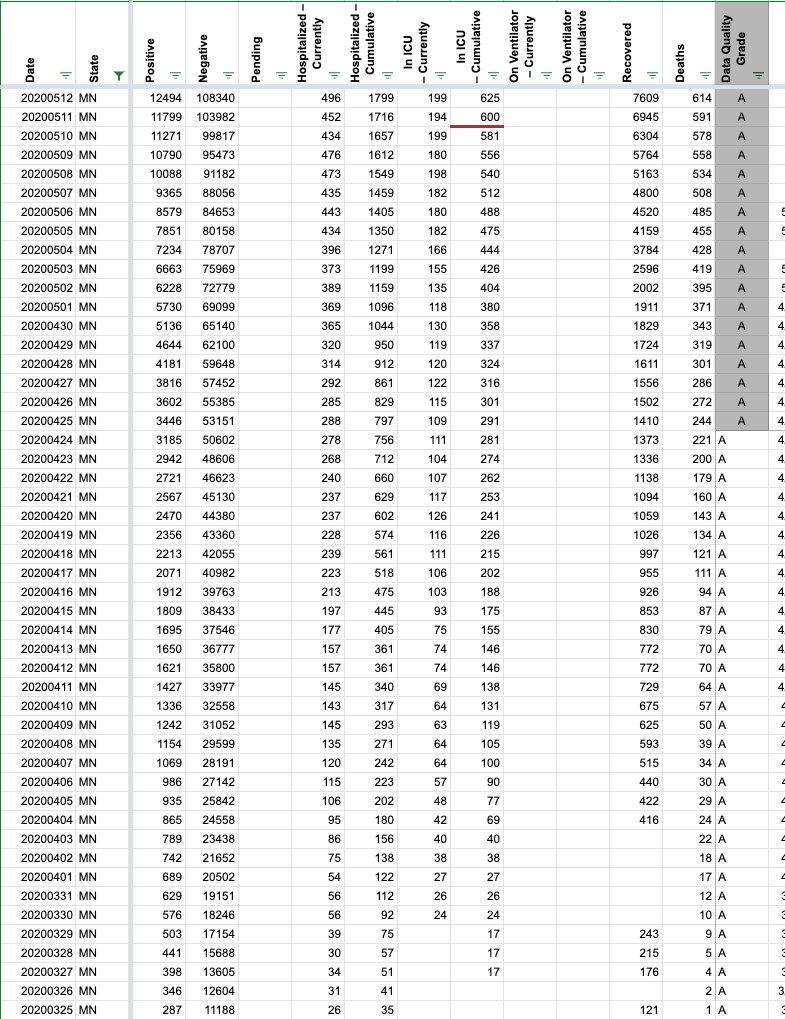 Date State Positive Negative Pending Hospitalized – Currently Hospitalized – Cumulative In ICU – Currently In ICU – Cumulative On Ventilator – Currently On Ventilator – Cumulative Recovered Deaths Data Quality Grade
20200512 MN 12494 108340 496 1799 199 625 7609 614 A
20200511 MN 11799 103982 452 1716 194 600 6945 591 A
20200510 MN 11271 99817 434 1657 199 581 6304 578 A
20200509 MN 10790 95473 476 1612 180 556 5764 558 A
20200508 MN 10088 91182 473 1549 198 540 5163 534 A
20200507 MN 9365 88056 435 1459 182 512 4800 508 A
20200506 MN 8579 84653 443 1405 180 488 4520 485 A
20200505 MN 7851 80158 434 1350 182 475 4159 455 A
20200504 MN 7234 78707 396 1271 166 444 3784 428 A
20200503 MN 6663 75969 373 1199 155 426 2596 419 A
20200502 MN 6228 72779 389 1159 135 404 2002 395 A
20200501 MN 5730 69099 369 1096 118 380 1911 371 A
20200430 MN 5136 65140 365 1044 130 358 1829 343 A
20200429 MN 4644 62100 320 950 119 337 1724 319 A
20200428 MN 4181 59648 314 912 120 324 1611 301 A
20200427 MN 3816 57452 292 861 122 316 1556 286 A
20200426 MN 3602 55385 285 829 115 301 1502 272 A
20200425 MN 3446 53151 288 797 109 291 1410 244 A
20200424 MN 3185 50602 278 756 111 281 1373 221 A
20200423 MN 2942 48606 268 712 104 274 1336 200 A
20200422 MN 2721 46623 240 660 107 262 1138 179 A
20200421 MN 2567 45130 237 629 117 253 1094 160 A
20200420 MN 2470 44380 237 602 126 241 1059 143 A
20200419 MN 2356 43360 228 574 116 226 1026 134 A
20200418 MN 2213 42055 239 561 111 215 997 121 A
20200417 MN 2071 40982 223 518 106 202 955 111 A
20200416 MN 1912 39763 213 475 103 188 926 94 A
20200415 MN 1809 38433 197 445 93 175 853 87 A
20200414 MN 1695 37546 177 405 75 155 830 79 A
20200413 MN 1650 36777 157 361 74 146 772 70 A
20200412 MN 1621 35800 157 361 74 146 772 70 A
20200411 MN 1427 33977 145 340 69 138 729 64 A
20200410 MN 1336 32558 143 317 64 131 675 57 A
20200409 MN 1242 31052 145 293 63 119 625 50 A
20200408 MN 1154 29599 135 271 64 105 593 39 A
20200407 MN 1069 28191 120 242 64 100 515 34 A
20200406 MN 986 27142 115 223 57 90 440 30 A
20200405 MN 935 25842 106 202 48 77 422 29 A
20200404 MN 865 24558 95 180 42 69 416 24 A
20200403 MN 789 23438 86 156 40 40 22 A
20200402 MN 742 21652 75 138 38 38 18 A
20200401 MN 689 20502 54 122 27 27 17 A
20200331 MN 629 19151 56 112 26 26 12 A
20200330 MN 576 18246 56 92 24 24 10 A
20200329 MN 503 17154 39 75 17 243 9 A
20200328 MN 441 15688 30 57 17 215 5 A
20200327 MN 398 13605 34 51 17 176 4 A
20200326 MN 346 12604 31 41 2 A
20200325 MN 287 11188 26 35 121 1 A